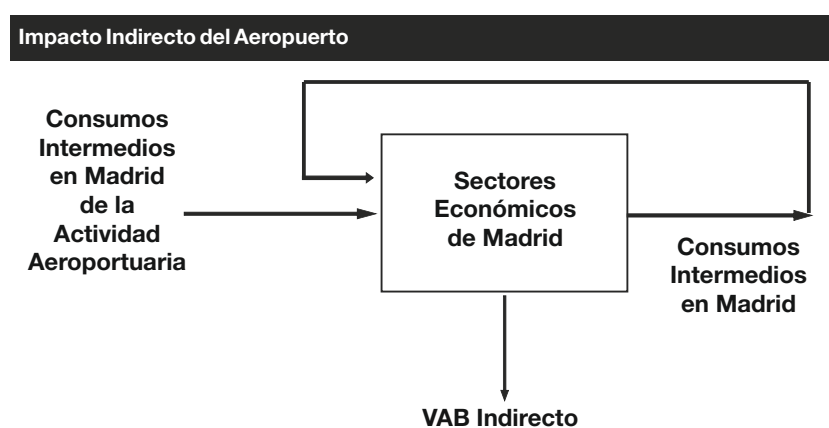 Impacto Indirecto del Aeropuerto
Consumos
Intermedios
en Madrid
de la
Actividad
Aeroportuaria
Sectores
Económicos
de Madrid
Consumos
Intermedios
en Madrid
VAB Indirecto